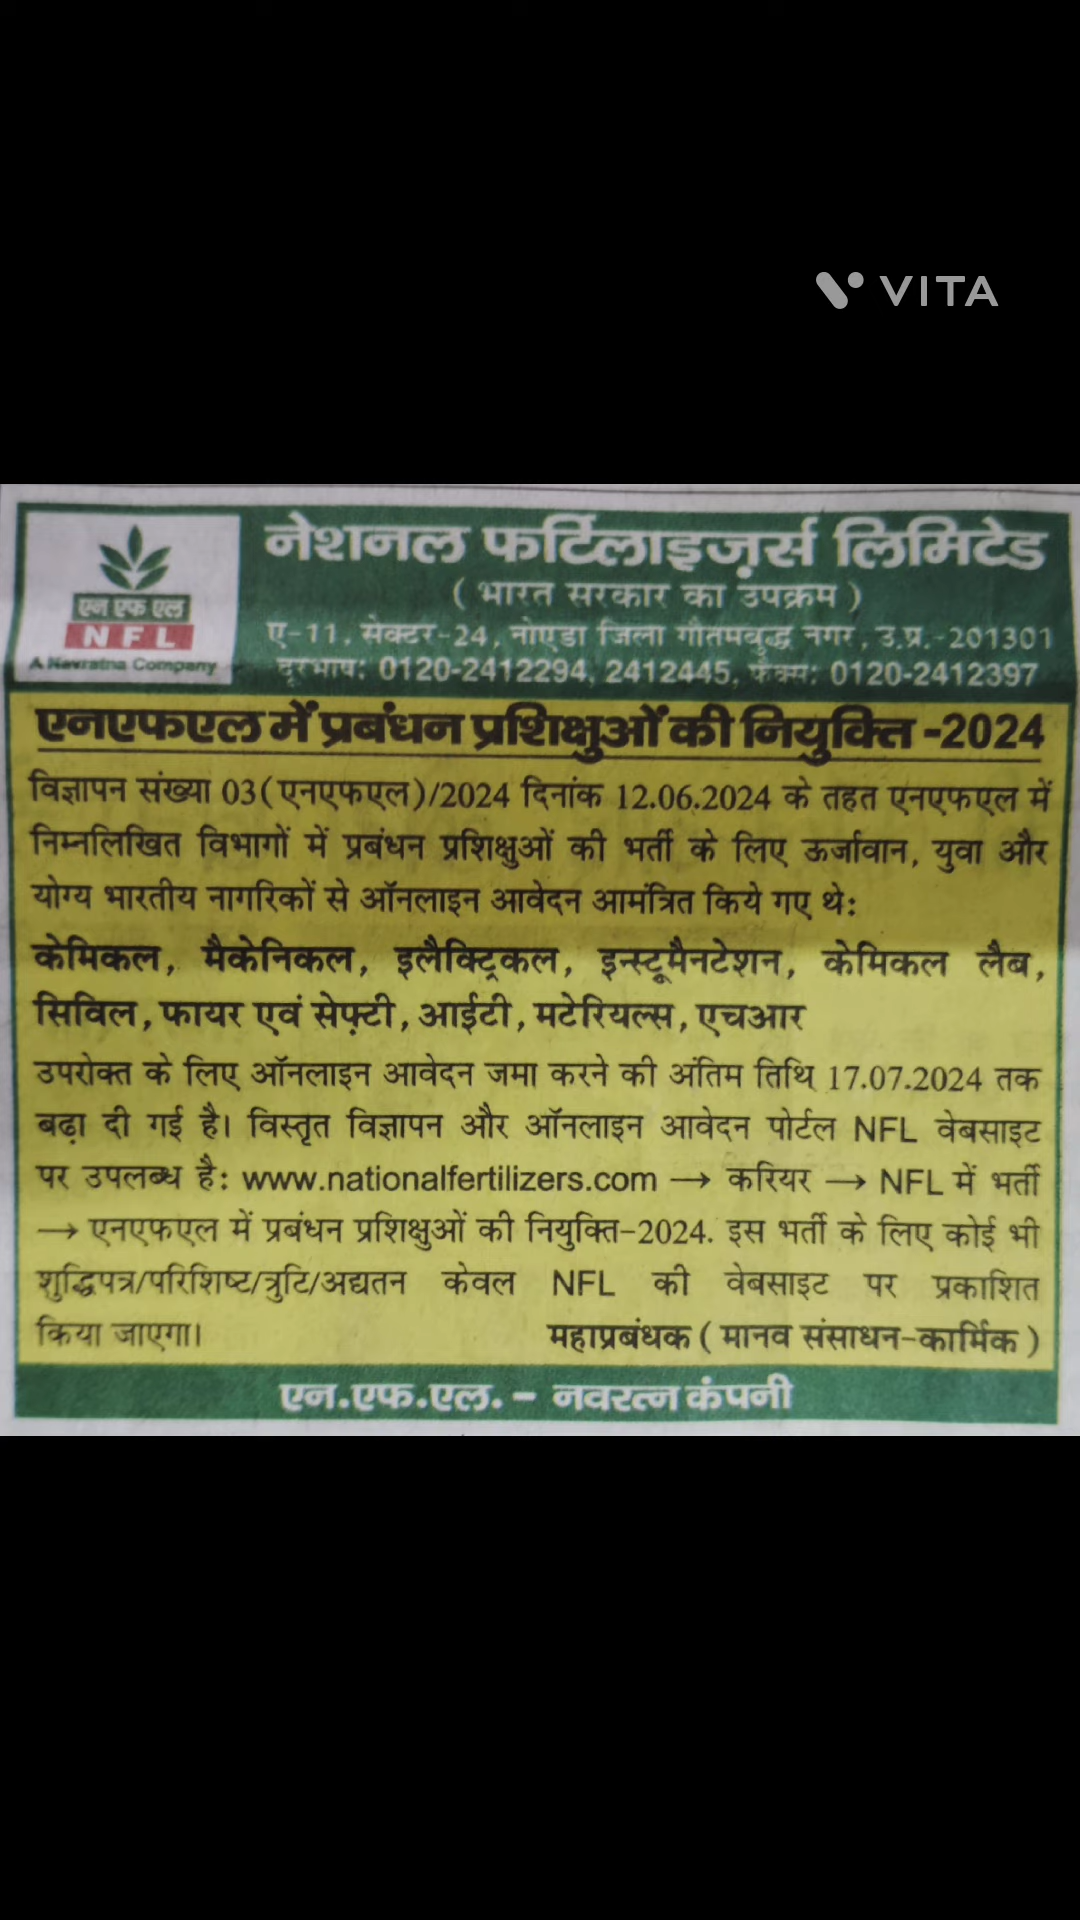 VITA
नेशनल फर्टिलाइज़र्स लिमिटेड
( भारत सरकार का उपक्रम )
एन एफ एल
NFL
A Navratna Company
ए-11, सेक्टर-24, नोएडा जिला गौतमबुद्ध नगर, उ.प्र.-201301
दूरभाष: 0120-2412294, 2412445, फैक्स: 0120-2412397
एनएफएल में प्रबंधन प्रशिक्षुओं की नियुक्ति -2024
विज्ञापन संख्या 03(एनएफएल)/2024 दिनांक 12.06.2024 के तहत एनएफएल में
निम्नलिखित विभागों में प्रबंधन प्रशिक्षुओं की भर्ती के लिए ऊर्जावान, युवा और
योग्य भारतीय नागरिकों से ऑनलाइन आवेदन आमंत्रित किये गए थे:
केमिकल, मैकेनिकल, इलैक्ट्रिकल, इन्स्ट्रूमैनटेशन, केमिकल लैब,
सिविल, फायर एवं सेफ़्टी, आईटी, मटेरियल्स, एचआर
उपरोक्त के लिए ऑनलाइन आवेदन जमा करने की अंतिम तिथि 17.07.2024 तक
बढ़ा दी गई है। विस्तृत विज्ञापन और ऑनलाइन आवेदन पोर्टल NFL वेबसाइट
पर उपलब्ध है: www.nationalfertilizers.com → करियर → NFL में भर्ती
→ एनएफएल में प्रबंधन प्रशिक्षुओं की नियुक्ति-2024. इस भर्ती के लिए कोई भी
शुद्धिपत्र/परिशिष्ट/त्रुटि/अद्यतन केवल NFL की वेबसाइट पर प्रकाशित
किया जाएगा। महाप्रबंधक ( मानव संसाधन-कार्मिक )
एन.एफ.एल. - नवरत्न कंपनी